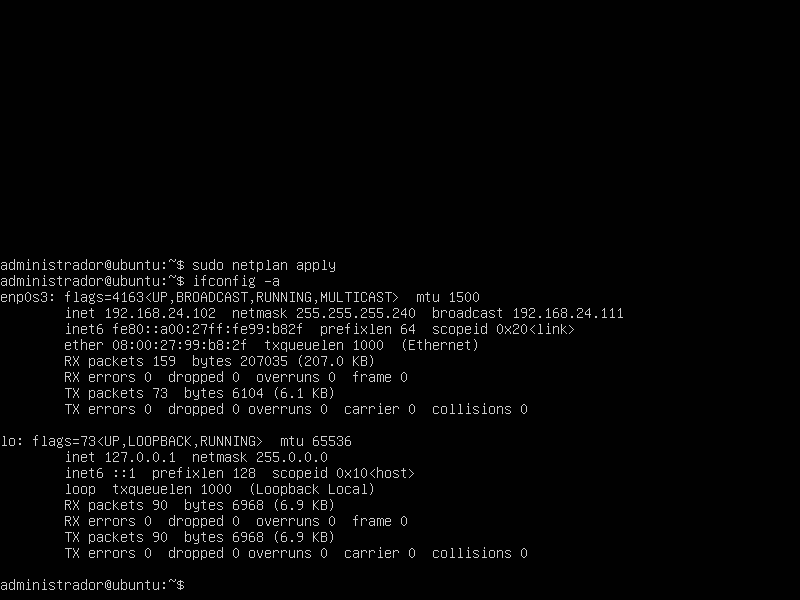 administrador@ubuntu:~$ sudo netplan apply
administrador@ubuntu:~$ ifconfig -a
enp0s3: flags=4163<UP,BROADCAST,RUNNING,MULTICAST>  mtu 1500
        inet 192.168.24.102  netmask 255.255.255.240  broadcast 192.168.24.111
        inet6 fe80::a00:27ff:fe99:b82f  prefixlen 64  scopeid 0x20<link>
        ether 08:00:27:99:b8:2f  txqueuelen 1000  (Ethernet)
        RX packets 159  bytes 207035 (207.0 KB)
        RX errors 0  dropped 0  overruns 0  frame 0
        TX packets 73  bytes 6104 (6.1 KB)
        TX errors 0  dropped 0 overruns 0  carrier 0  collisions 0

lo: flags=73<UP,LOOPBACK,RUNNING>  mtu 65536
        inet 127.0.0.1  netmask 255.0.0.0
        inet6 ::1  prefixlen 128  scopeid 0x10<host>
        loop  txqueuelen 1000  (Loopback Local)
        RX packets 90  bytes 6968 (6.9 KB)
        RX errors 0  dropped 0  overruns 0  frame 0
        TX packets 90  bytes 6968 (6.9 KB)
        TX errors 0  dropped 0 overruns 0  carrier 0  collisions 0

administrador@ubuntu:~$